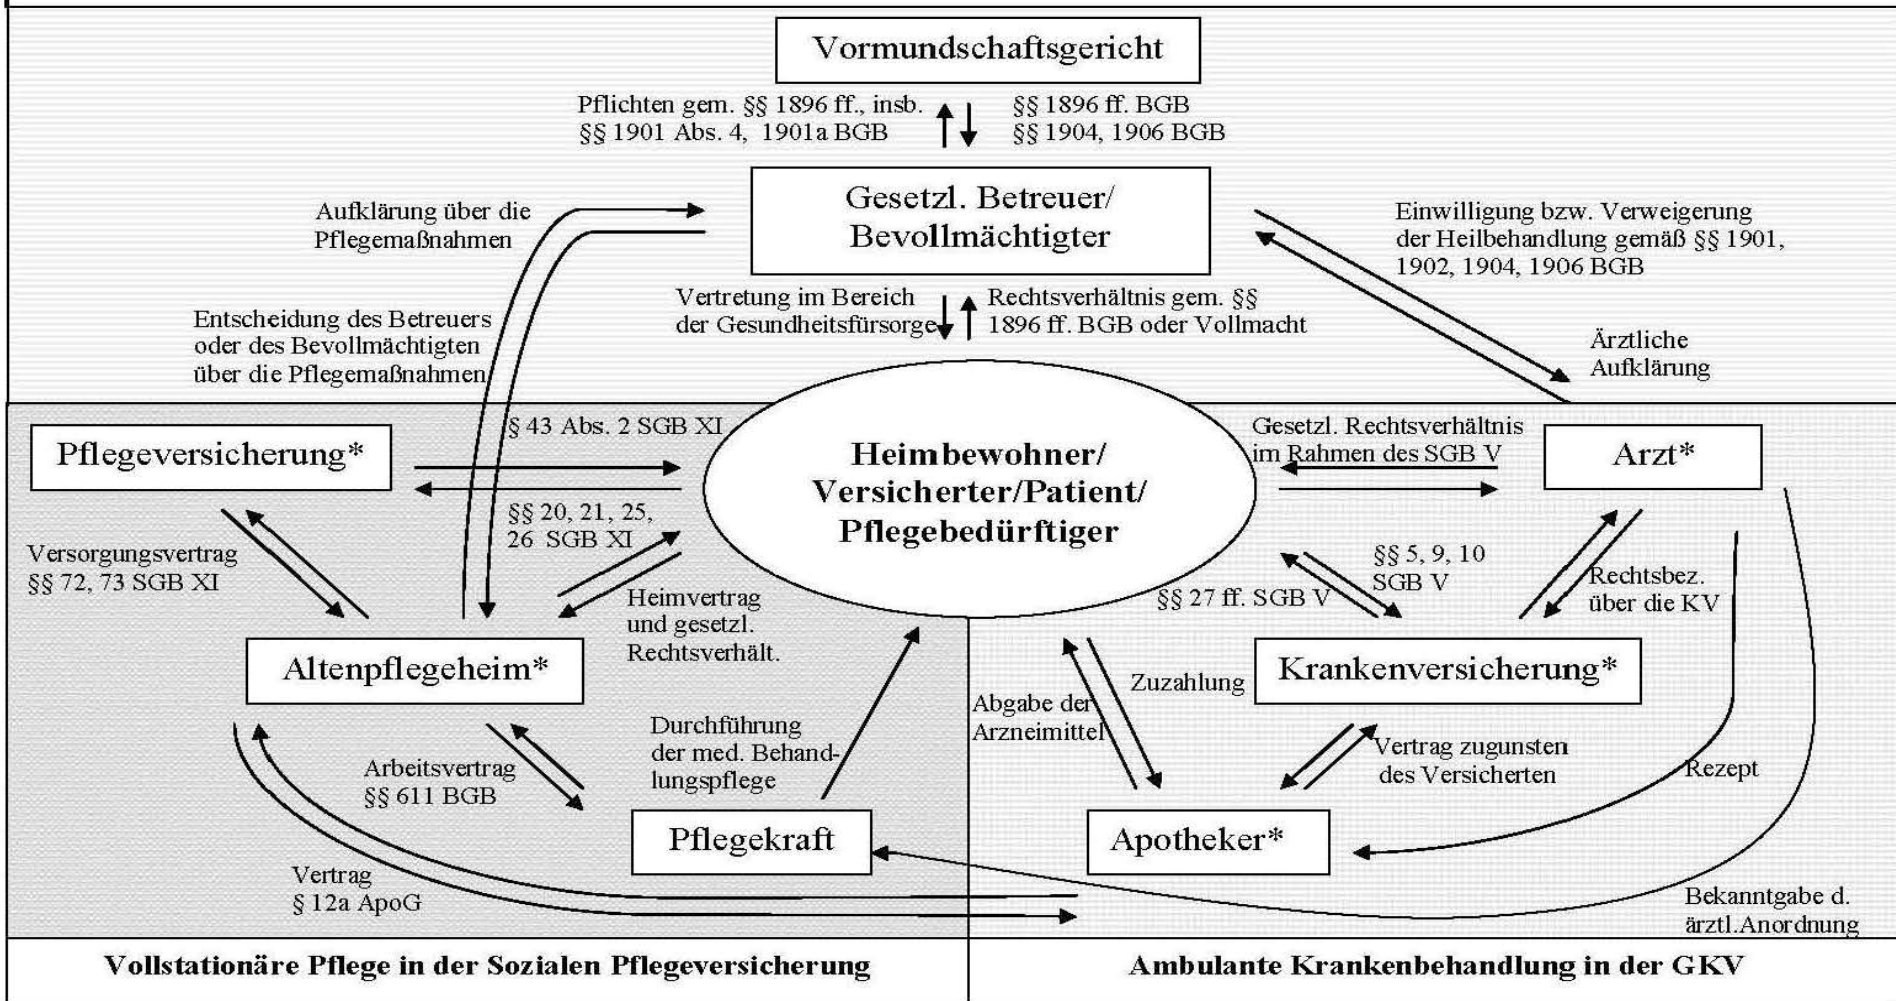 Vormundschaftsgericht
Pflichten gem. §§ 1896 ff., insb.
§§ 1901 Abs. 4, 1901a BGB
§§ 1896 ff. BGB
§§ 1904, 1906 BGB
Gesetzl. Betreuer/
Bevollmächtigter
Aufklärung über die
Pflegemaßnahmen
Einwilligung bzw. Verweigerung
der Heilbehandlung gemäß §§ 1901,
1902, 1904, 1906 BGB
Vertretung im Bereich
der Gesundheitsfürsorge
Rechtsverhältnis gem. §§
1896 ff. BGB oder Vollmacht
Entscheidung des Betreuers
oder des Bevollmächtigten
über die Pflegemaßnahmen
Ärztliche
Aufklärung
Pflegeversicherung*
§ 43 Abs. 2 SGB XI
Heimbewohner/
Versicherter/Patient/
Pflegebedürftiger
Gesetzl. Rechtsverhältnis
im Rahmen des SGB V
Arzt*
§§ 20, 21, 25,
26 SGB XI
Versorgungsvertrag
§§ 72, 73 SGB XI
§§ 5, 9, 10
SGB V
§§ 27 ff. SGB V
Rechtsbez.
über die KV
Heimvertrag
und gesetzl.
Rechtsverhält.
Altenpflegeheim*
Krankenversicherung*
Zuzahlung
Abgabe der
Arzneimittel
Durchführung
der med. Behand-
lungspflege
Arbeitsvertrag
§§ 611 BGB
Vertrag zugunsten
des Versicherten
Rezept
Pflegekraft
Apotheker*
Vertrag
§ 12a ApoG
Bekanntgabe d.
ärztl.Anordnung
Vollstationäre Pflege in der Sozialen Pflegeversicherung
Ambulante Krankenbehandlung in der GKV